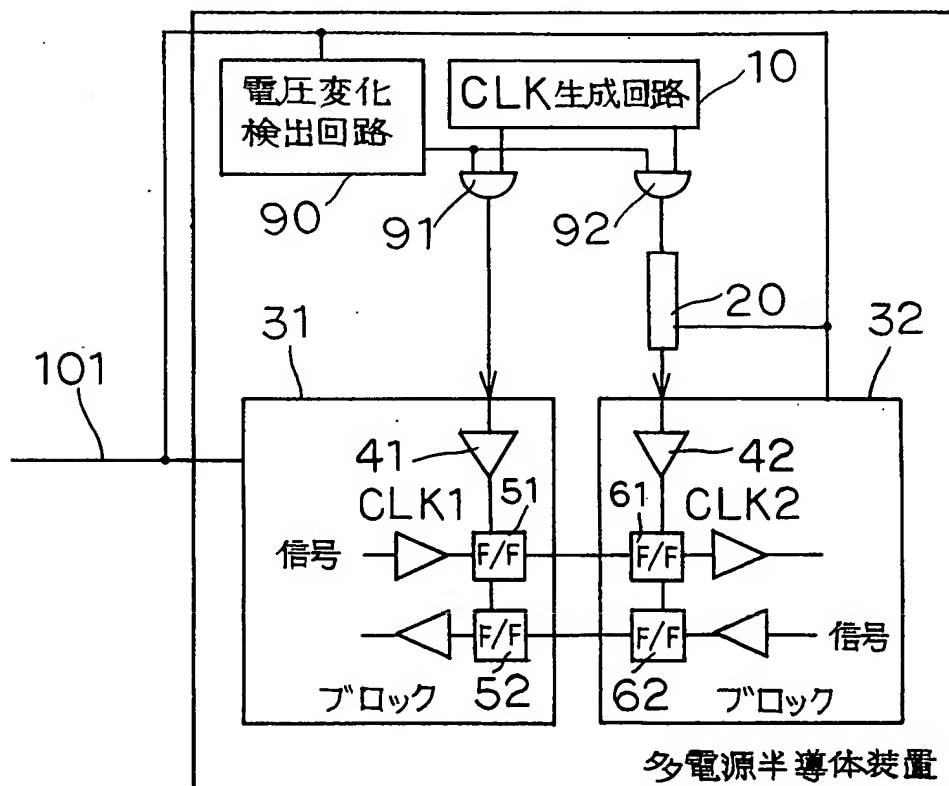 電圧変化
検出回路
CLK生成回路
10
90
91
92
20
31
32
101
41
42
CLK1
51
61
CLK2
信号
F/F
F/F
F/F
F/F
信号
52
62
ブロック
ブロック
多電源半導体装置